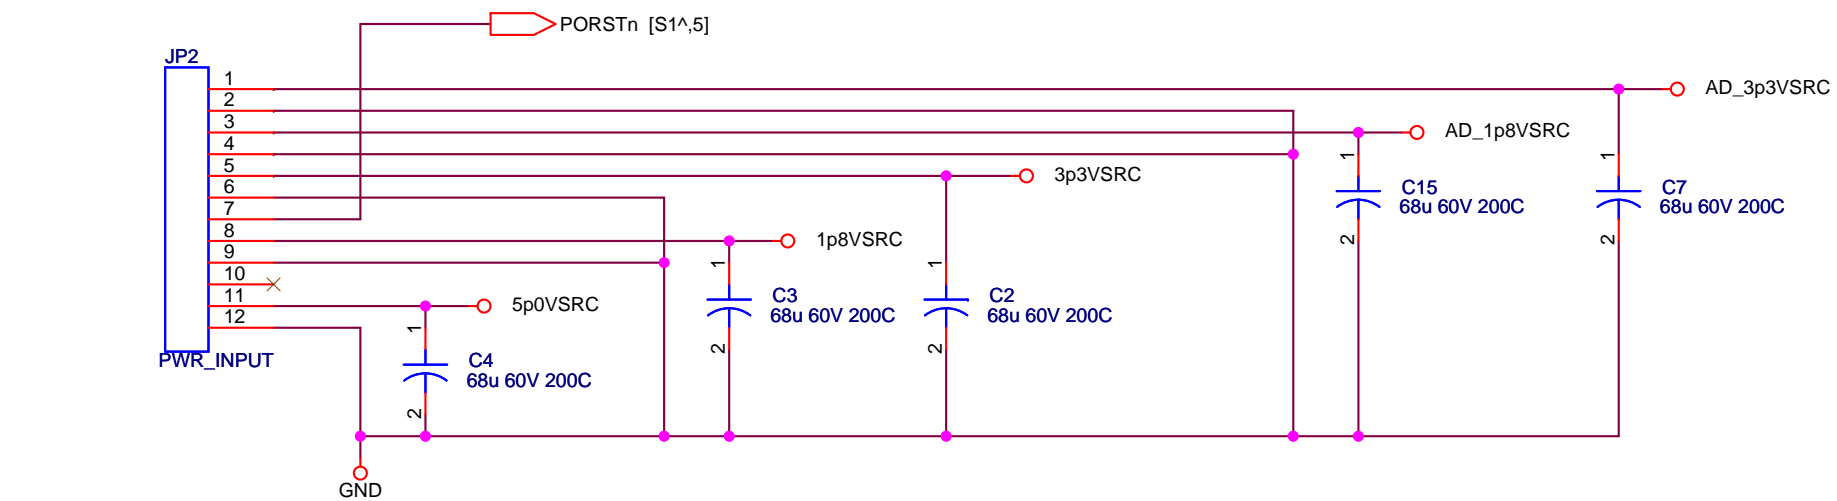 PORSTn [S1^,5]
JP2
1
AD_3p3VSRC
2
3
AD_1p8VSRC
4
1
1
5
3p3VSRC
6
C15
68u 60V 200C
C7
68u 60V 200C
7
8
1p8VSRC
2
2
9
1
1
10
11
5p0VSRC
C3
68u 60V 200C
C2
68u 60V 200C
12
1
2
2
PWR_INPUT
C4
68u 60V 200C
2
GND